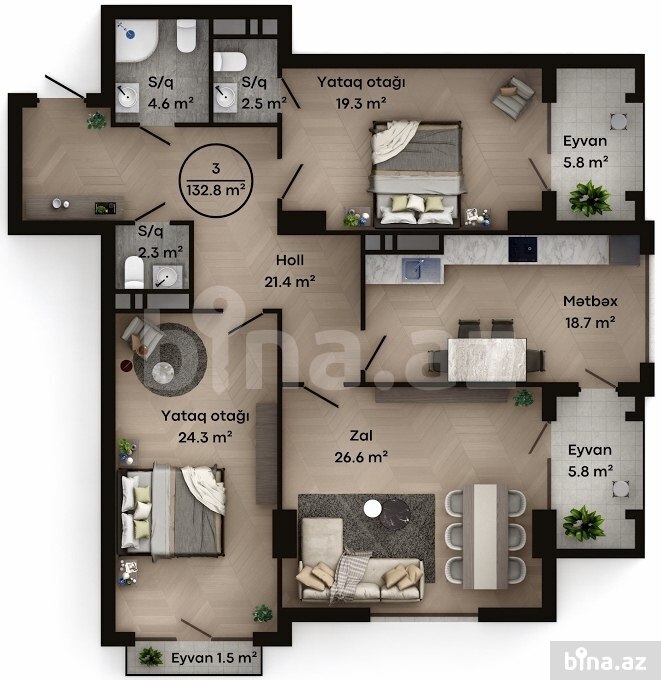 S/q
4.6 m²
S/q
2.5 m²
Yataq otağı
19.3 m²
Eyvan
5.8 m²
3
132.8 m²
S/q
2.3 m²
Holl
21.4 m²
Mətbəx
18.7 m²
bina.az
Yataq otağı
24.3 m²
Zal
26.6 m²
Eyvan
5.8 m²
Eyvan 1.5 m²
bina.az